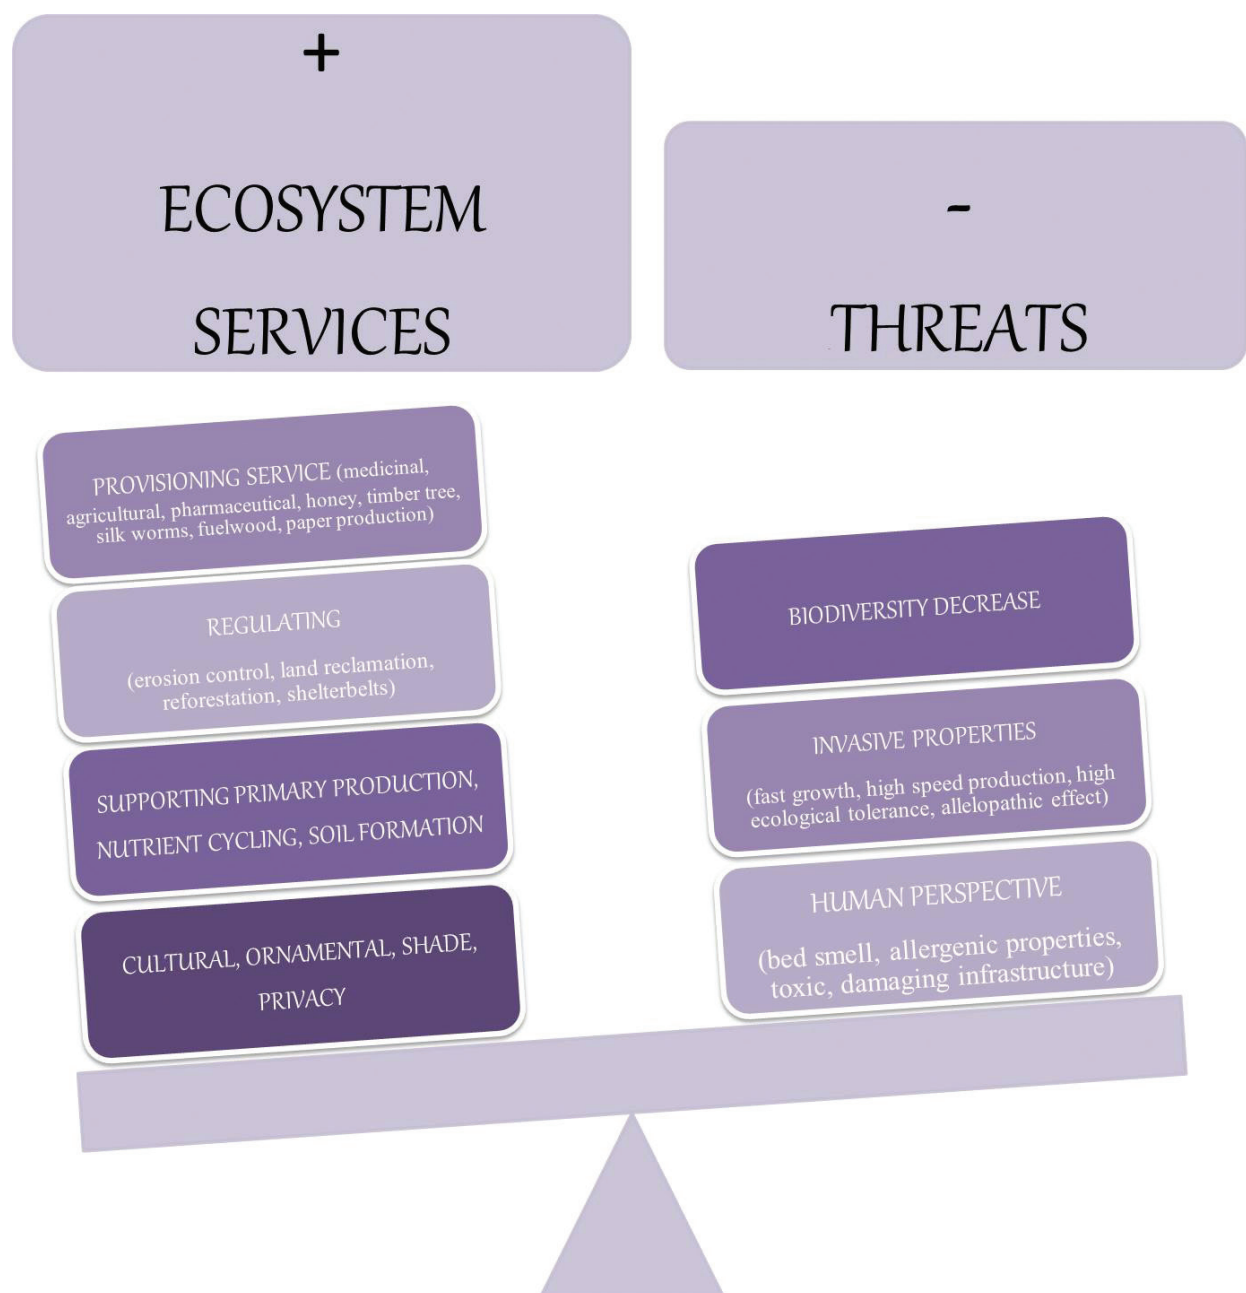 +
ECOSYSTEM
SERVICES
-
THREATS
PROVISIONING SERVICE (medicinal,
agricultural, pharmaceutical, honey, timber tree,
silk worms, fuelwood, paper production)
REGULATING
(erosion control, land reclamation,
reforestation, shelterbelts)
SUPPORTING PRIMARY PRODUCTION,
NUTRIENT CYCLING, SOIL FORMATION
CULTURAL, ORNAMENTAL, SHADE,
PRIVACY
BIODIVERSITY DECREASE
INVASIVE PROPERTIES
(fast growth, high speed production, high
ecological tolerance, allelopathic effect)
HUMAN PERSPECTIVE
(bed smell, allergenic properties,
toxic, damaging infrastructure)